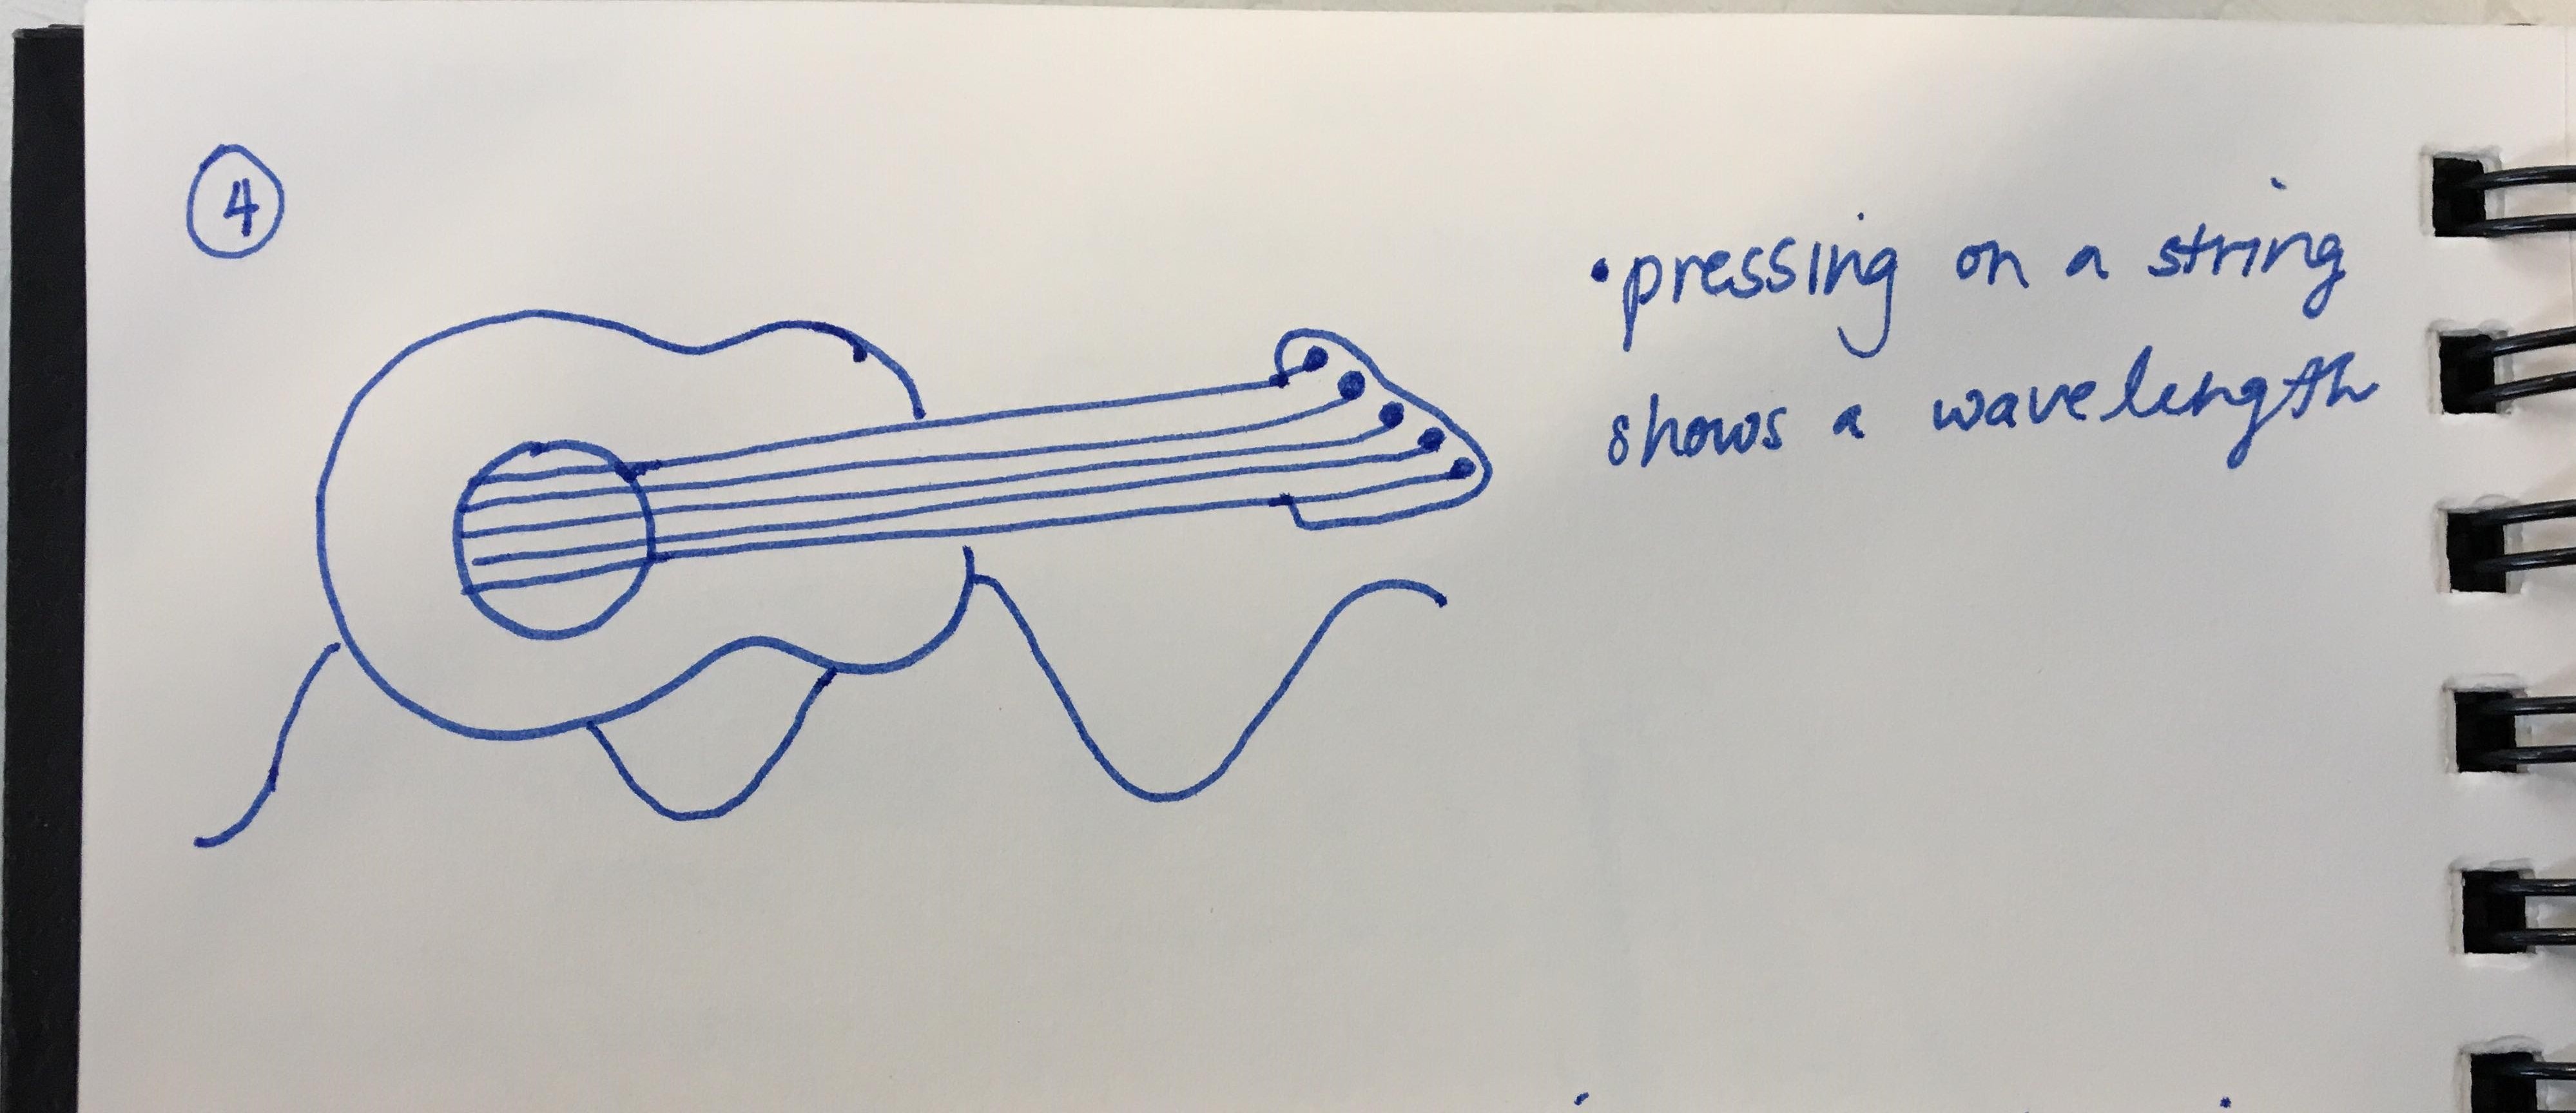 4
• pressing on a string
shows a wavelength